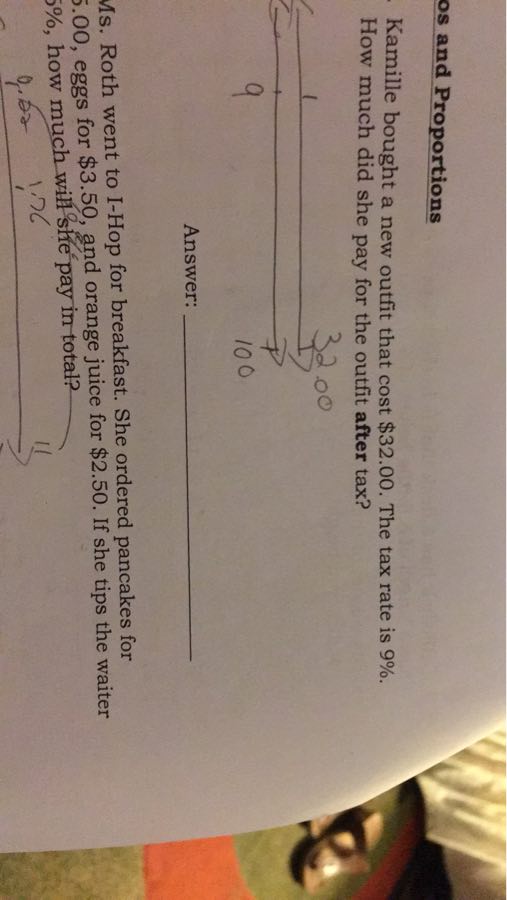 os and Proportions
Kamille bought a new outfit that cost $32.00. The tax rate is 9%.
How much did she pay for the outfit after tax?
1 32.00
9 100
Answer:
Ms. Roth went to I-Hop for breakfast. She ordered pancakes for
5.00, eggs for $3.50, and orange juice for $2.50. If she tips the waiter
5%, how much will she pay in total?
1.76 11